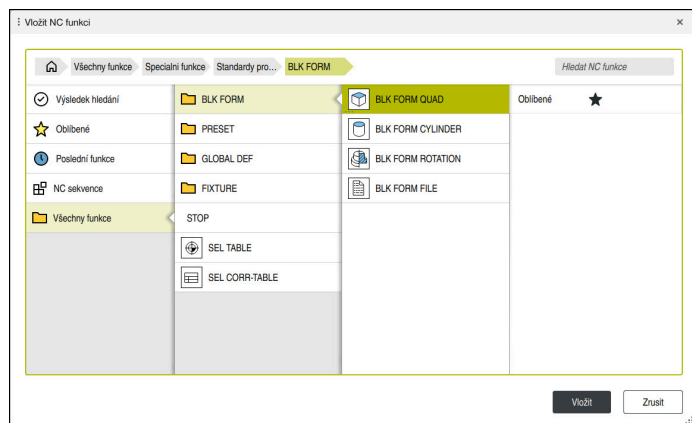 Vložit NC funkci
Všechny funkce Specialni funkce Standardy pro... BLK FORM
Hledat NC funkce
Výsledek hledání
Oblíbené
Poslední funkce
NC sekvence
Všechny funkce
BLK FORM
PRESET
GLOBAL DEF
FIXTURE
STOP
SEL TABLE
SEL CORR-TABLE
BLK FORM QUAD
BLK FORM CYLINDER
BLK FORM ROTATION
BLK FORM FILE
Oblíbené
Vložit
Zrusit